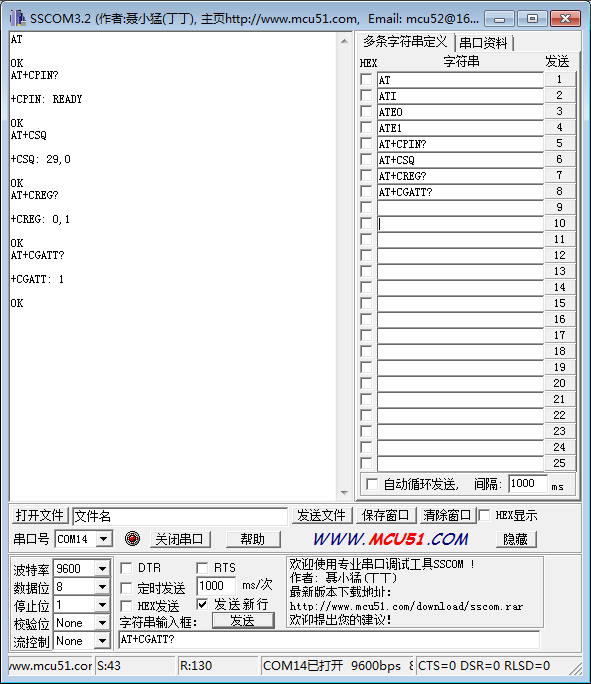 SSCOM3.2 (作者:聂小猛(丁丁), 主页http://www.mcu51.com, Email: mcu52@16...
AT
OK
AT+CPIN?
+CPIN: READY
OK
AT+CSQ
+CSQ: 29,0
OK
AT+CREG?
+CREG: 0,1
OK
AT+CGATT?
+CGATT: 1
OK
多条字符串定义 串口资料
HEX 字符串 发送
AT 1
ATI 2
ATE0 3
ATE1 4
AT+CPIN? 5
AT+CSQ 6
AT+CREG? 7
AT+CGATT? 8
9
10
11
12
13
14
15
16
17
18
19
20
21
22
23
24
25
自动循环发送, 间隔: 1000 ms
打开文件 文件名 发送文件 保存窗口 清除窗口 HEX显示
串口号 COM14 关闭串口 帮助 WWW.MCU51.COM 隐藏
波特率 9600
数据位 8
停止位 1
校验位 None
流控制 None
DTR RTS
定时发送 1000 ms/次
HEX发送 发送新行
字符串输入框: 发送
AT+CGATT?
欢迎使用专业串口调试工具SSCOM !
作者: 聂小猛(丁丁)
最新版本下载地址:
http://www.mcu51.com/download/sscom.rar
欢迎提出您的建议!
www.mcu51.cor S:43 R:130 COM14已打开 9600bps 8 CTS=0 DSR=0 RLSD=0